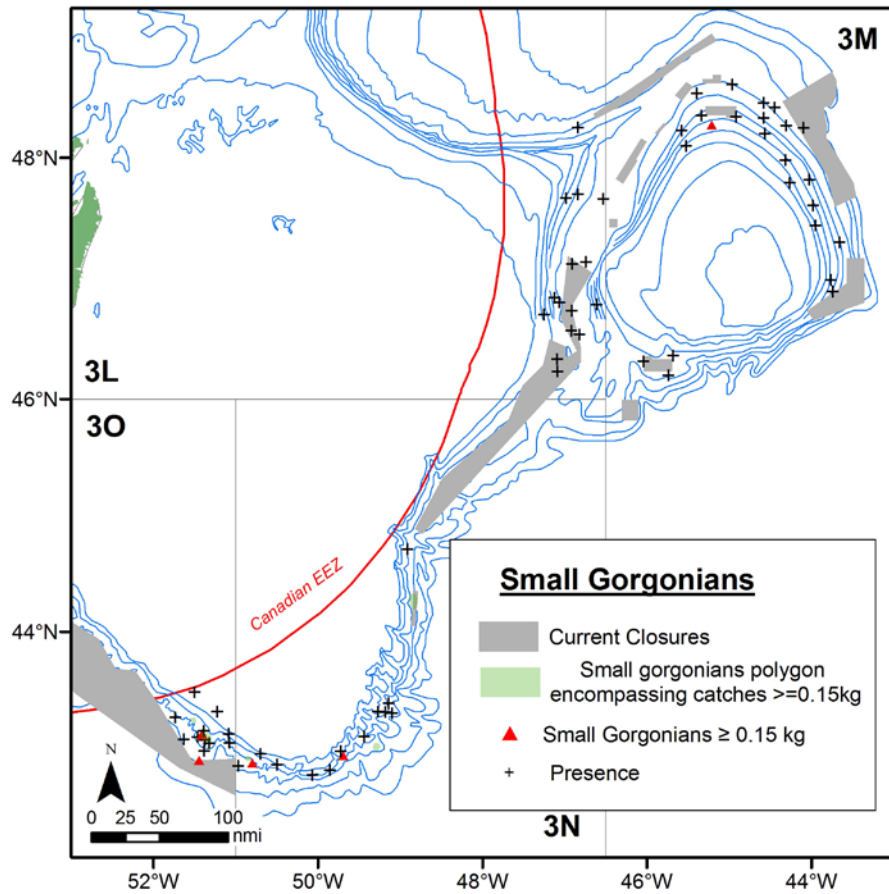 3M
48°N
46°N
44°N
3L
3O
Canadian EEZ
Small Gorgonians
Current Closures
Small gorgonians polygon
encompassing catches >=0.15kg
Small Gorgonians ≥ 0.15 kg
Presence
N
0 25 50 100
nmi
3N
52°W 50°W 48°W 46°W 44°W